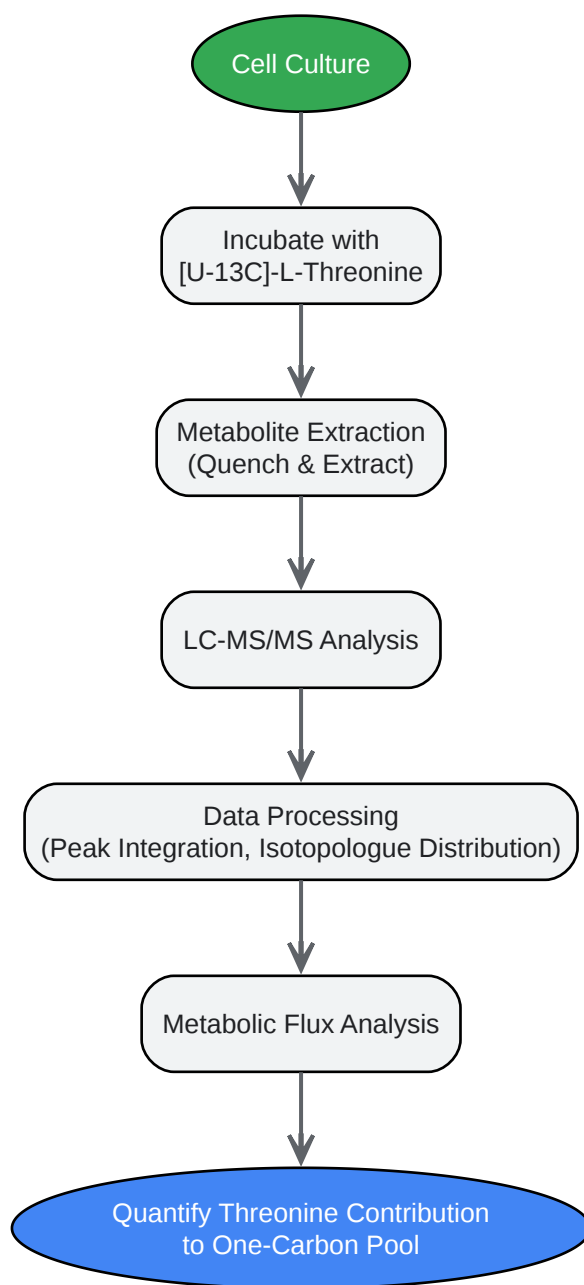 Cell Culture
Incubate with
[U-13C]-L-Threonine
Metabolite Extraction
(Quench & Extract)
LC-MS/MS Analysis
Data Processing
(Peak Integration, Isotopologue Distribution)
Metabolic Flux Analysis
Quantify Threonine Contribution
to One-Carbon Pool